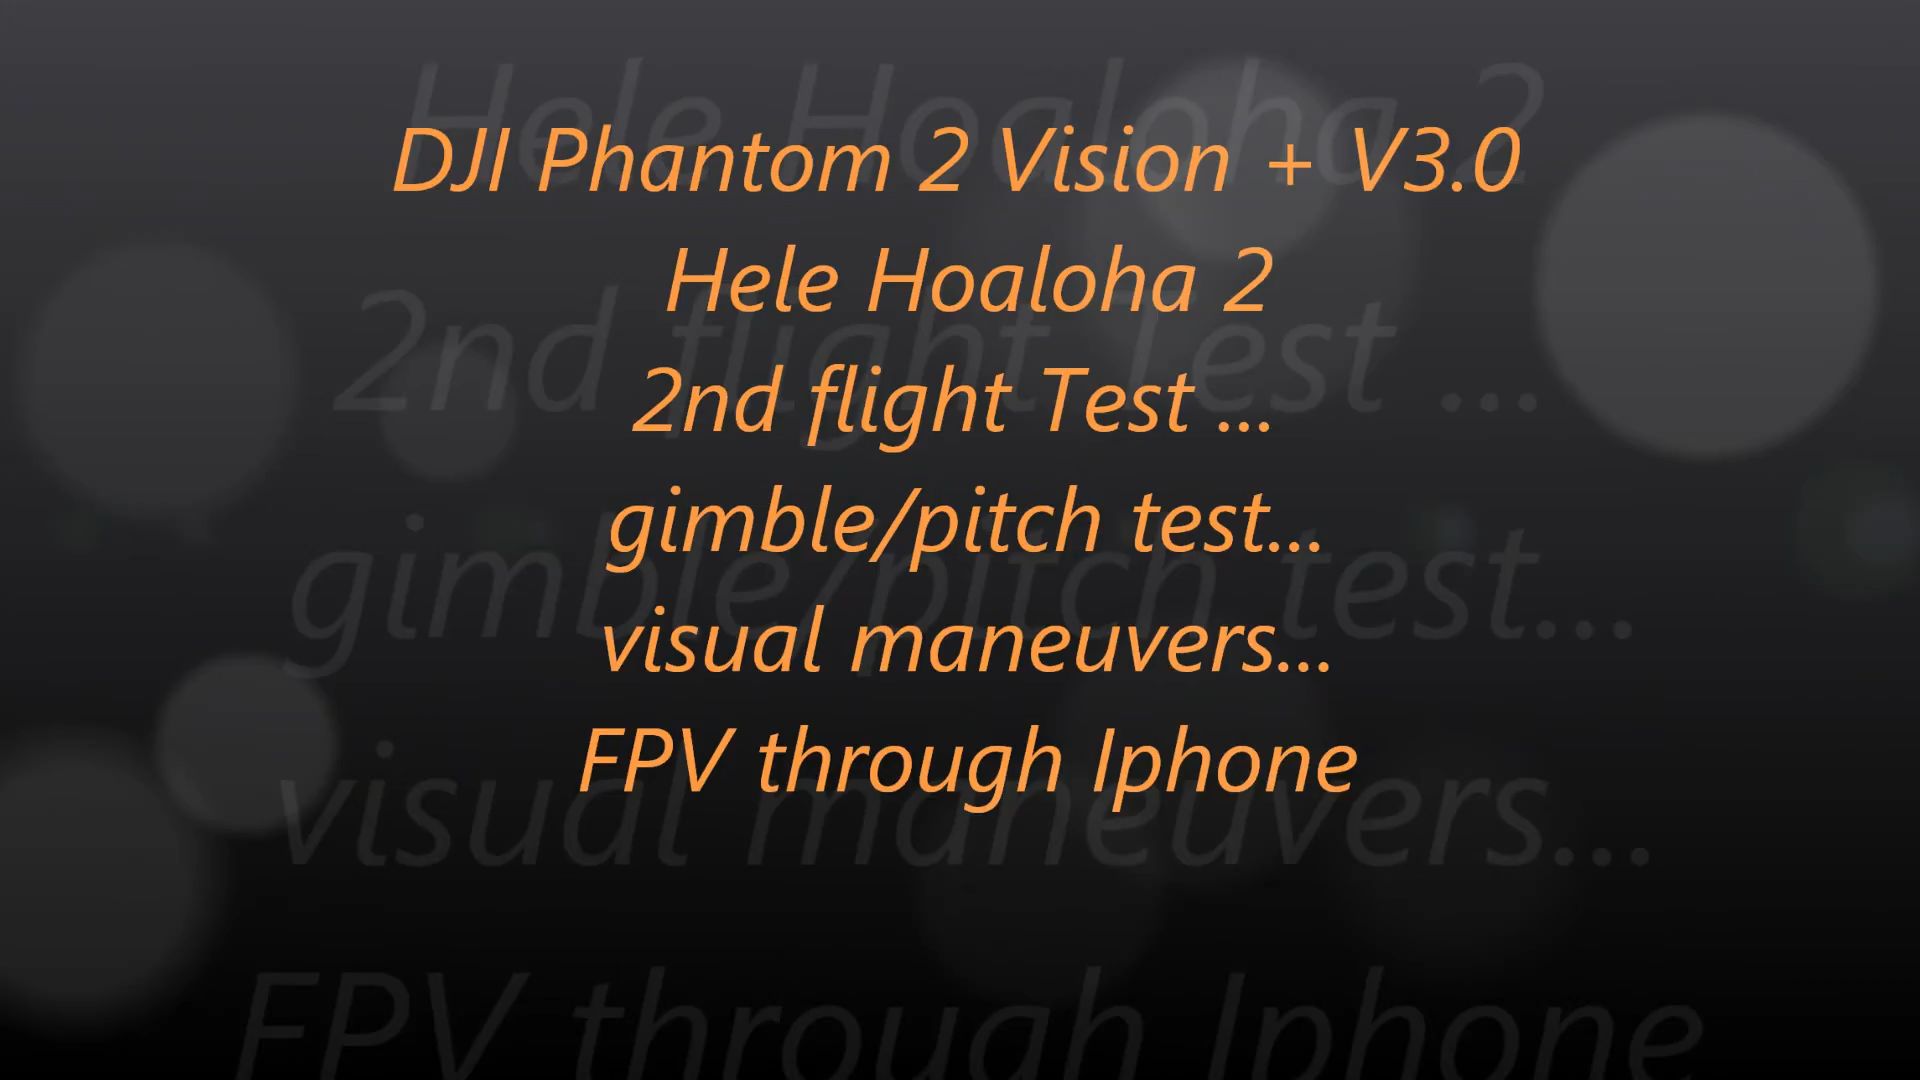 DJI Phantom 2 Vision + V3.0
Hele Hoaloha 2
2nd flight Test ...
gimble/pitch test...
visual maneuvers...
FPV through Iphone